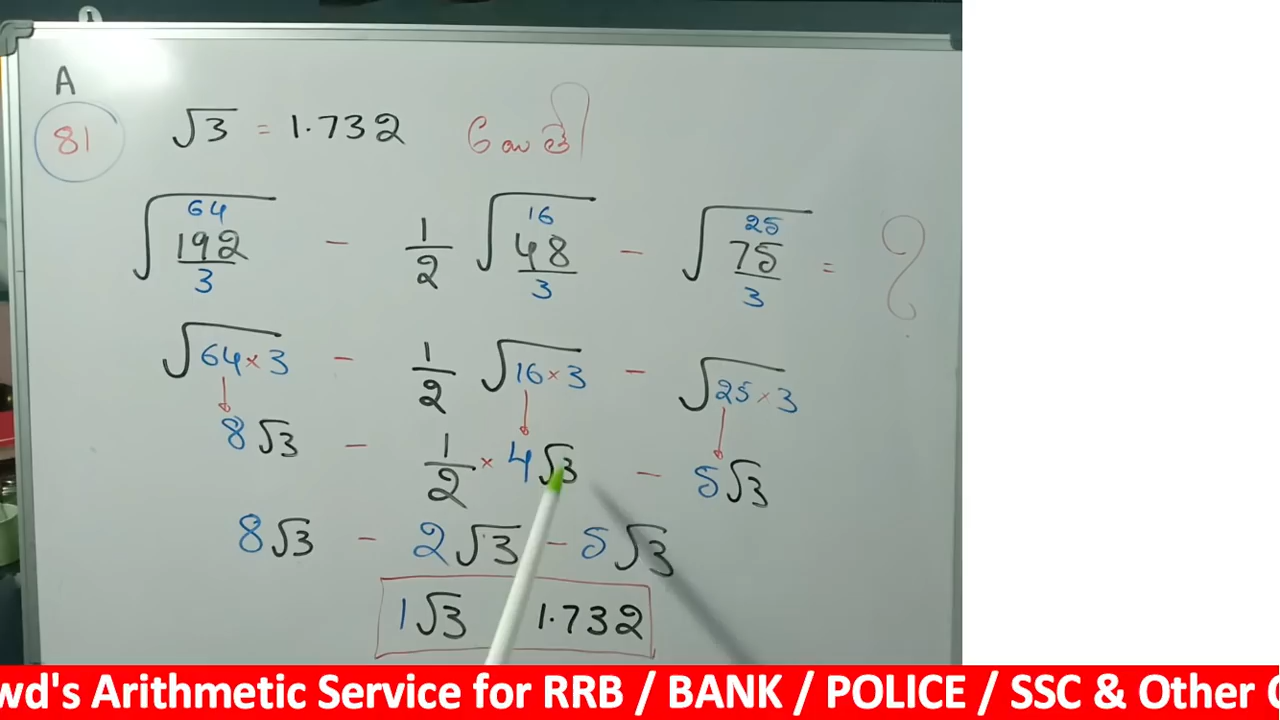 A
81 √3 = 1.732
√192 - 1/2 √48 - √75 = ?
64 16 25
3 3 3
√64×3 - 1/2 √16×3 - √25×3
8√3 - 1/2 × 4√3 - 5√3
8√3 - 2√3 - 5√3
1√3 1.732
wd's Arithmetic Service for RRB / BANK / POLICE / SSC & Other